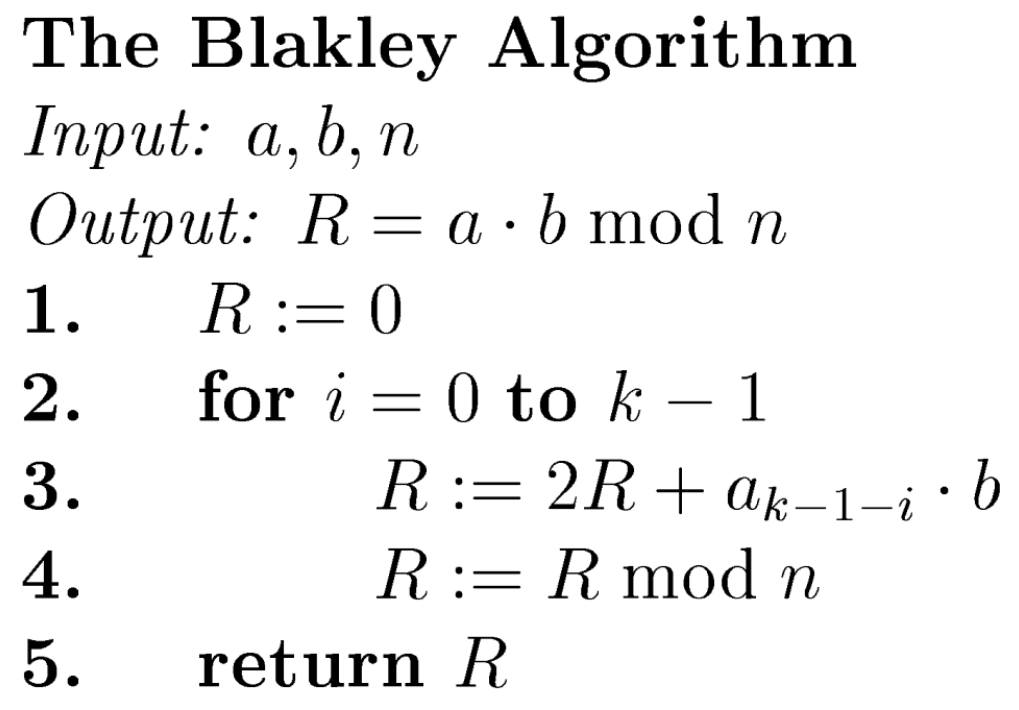 The Blakley Algorithm
Input: a, b, n
Output: R = a · b mod n
1. R := 0
2. for i = 0 to k − 1
3. R := 2R + a_{k−1−i} · b
4. R := R mod n
5. return R